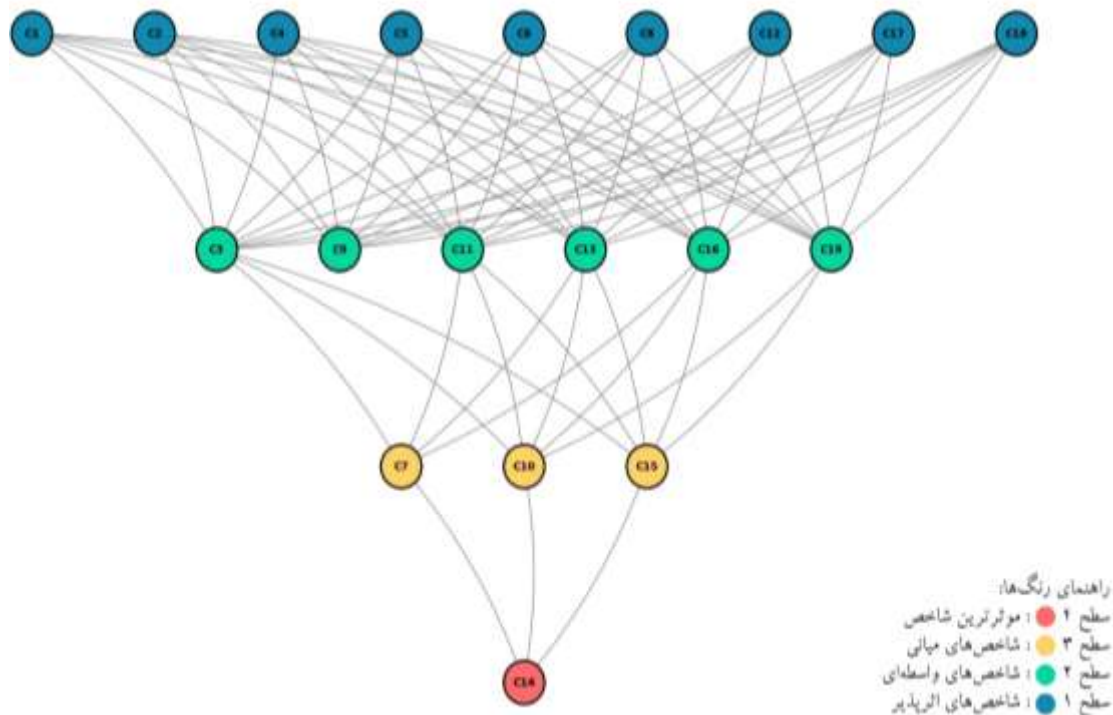 C1 C2 C4 C5 C6 C8 C12 C17 C18
C3 C9 C11 C13 C16 C19
C7 C10 C15
C14
راهنمای رنگ‌ها:
سطح ۴ : موثرترین شاخص
سطح ۳ : شاخص‌های میانی
سطح ۲ : شاخص‌های واسطه‌ای
سطح ۱ : شاخص‌های اثرپذیر